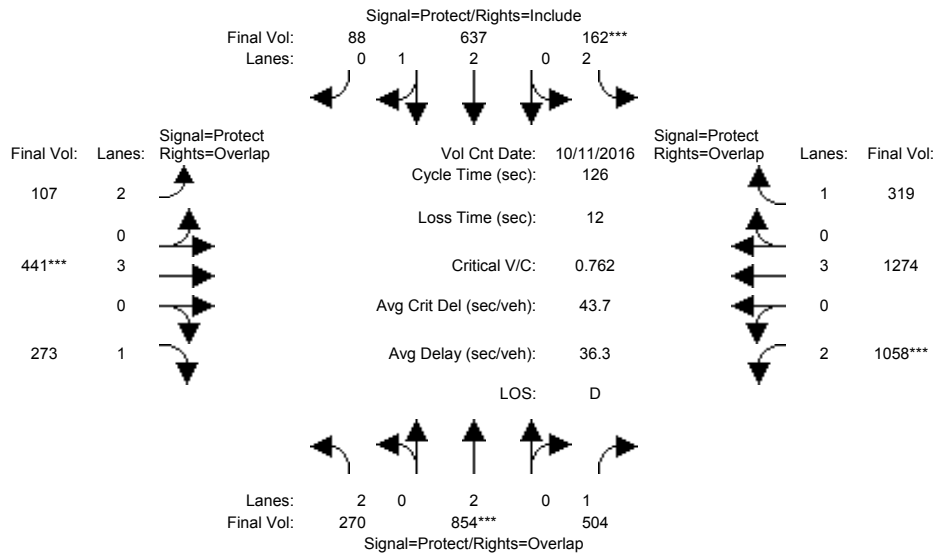 Signal=Protect/Rights=Include
Final Vol: 88 637 162***
Lanes: 0 1 2 0 2
Signal=Protect
Final Vol: Lanes: Rights=Overlap
Vol Cnt Date: 10/11/2016
Signal=Protect
Rights=Overlap Lanes: Final Vol:
Cycle Time (sec): 126
107 2
1 319
Loss Time (sec): 12
0
0
441*** 3
Critical V/C: 0.762
3 1274
0
Avg Crit Del (sec/veh): 43.7
0
273 1
Avg Delay (sec/veh): 36.3
2 1058***
LOS: D
Lanes: 2 0 2 0 1
Final Vol: 270 854*** 504
Signal=Protect/Rights=Overlap